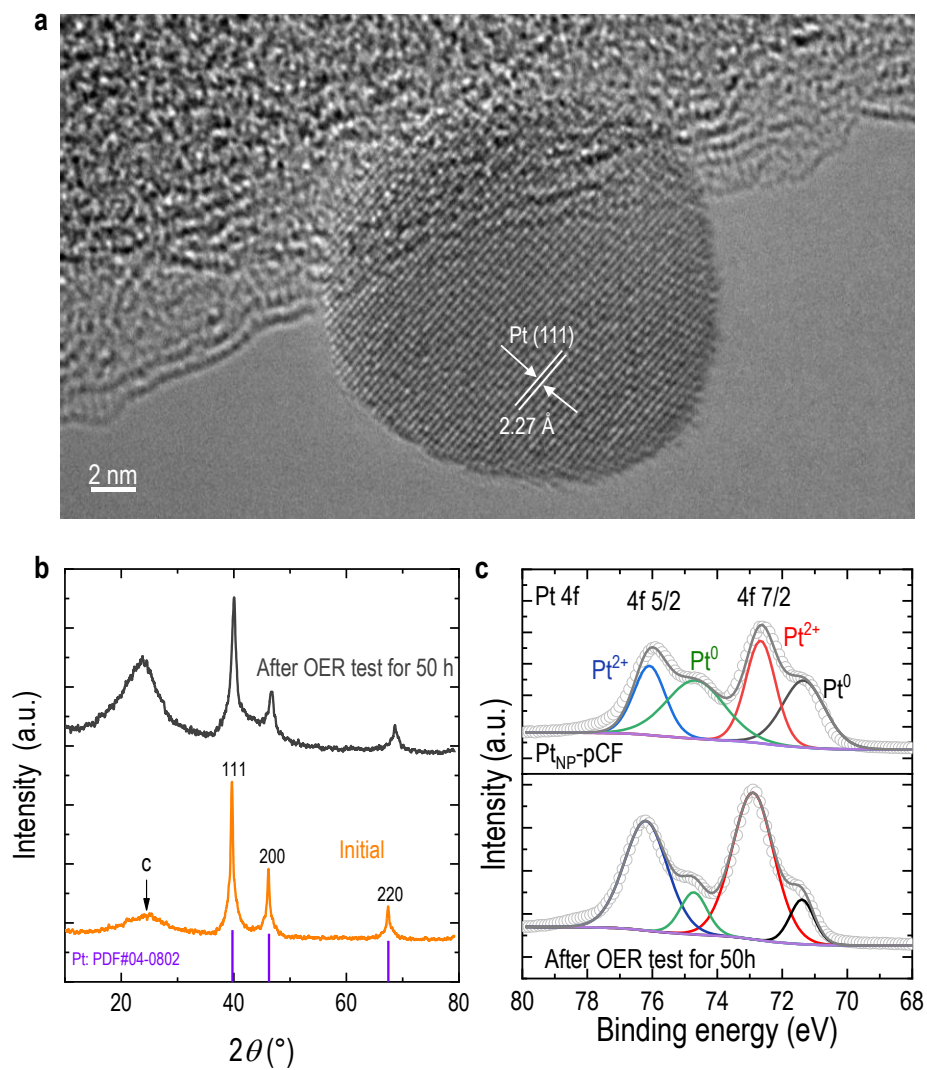 a
Pt (111)
2.27 Å
2 nm
b
After OER test for 50 h
111
200
Initial
c
220
Pt: PDF#04-0802
20
40
60
80
2θ (°)
Intensity (a.u.)
c
Pt 4f
4f 5/2
4f 7/2
Pt2+
Pt0
Pt2+
Pt0
PtNP-pCF
After OER test for 50h
80
76
74
72
70
68
Binding energy (eV)
Intensity (a.u.)